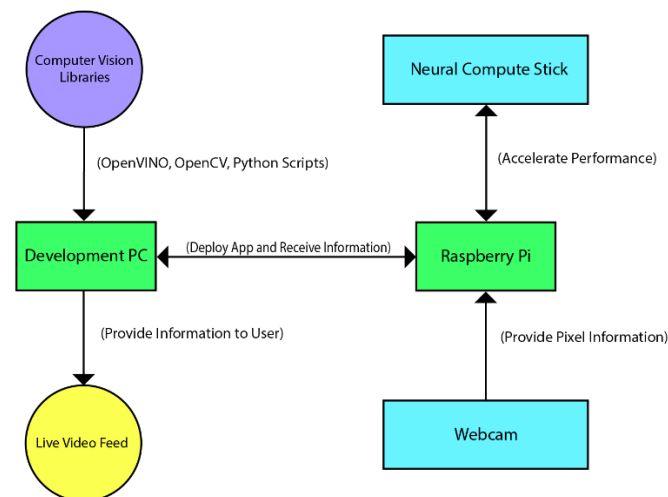 Computer Vision
Libraries
Neural Compute Stick
(OpenVINO, OpenCV, Python Scripts)
(Accelerate Performance)
Development PC
(Deploy App and Receive Information)
Raspberry Pi
(Provide Information to User)
(Provide Pixel Information)
Live Video Feed
Webcam